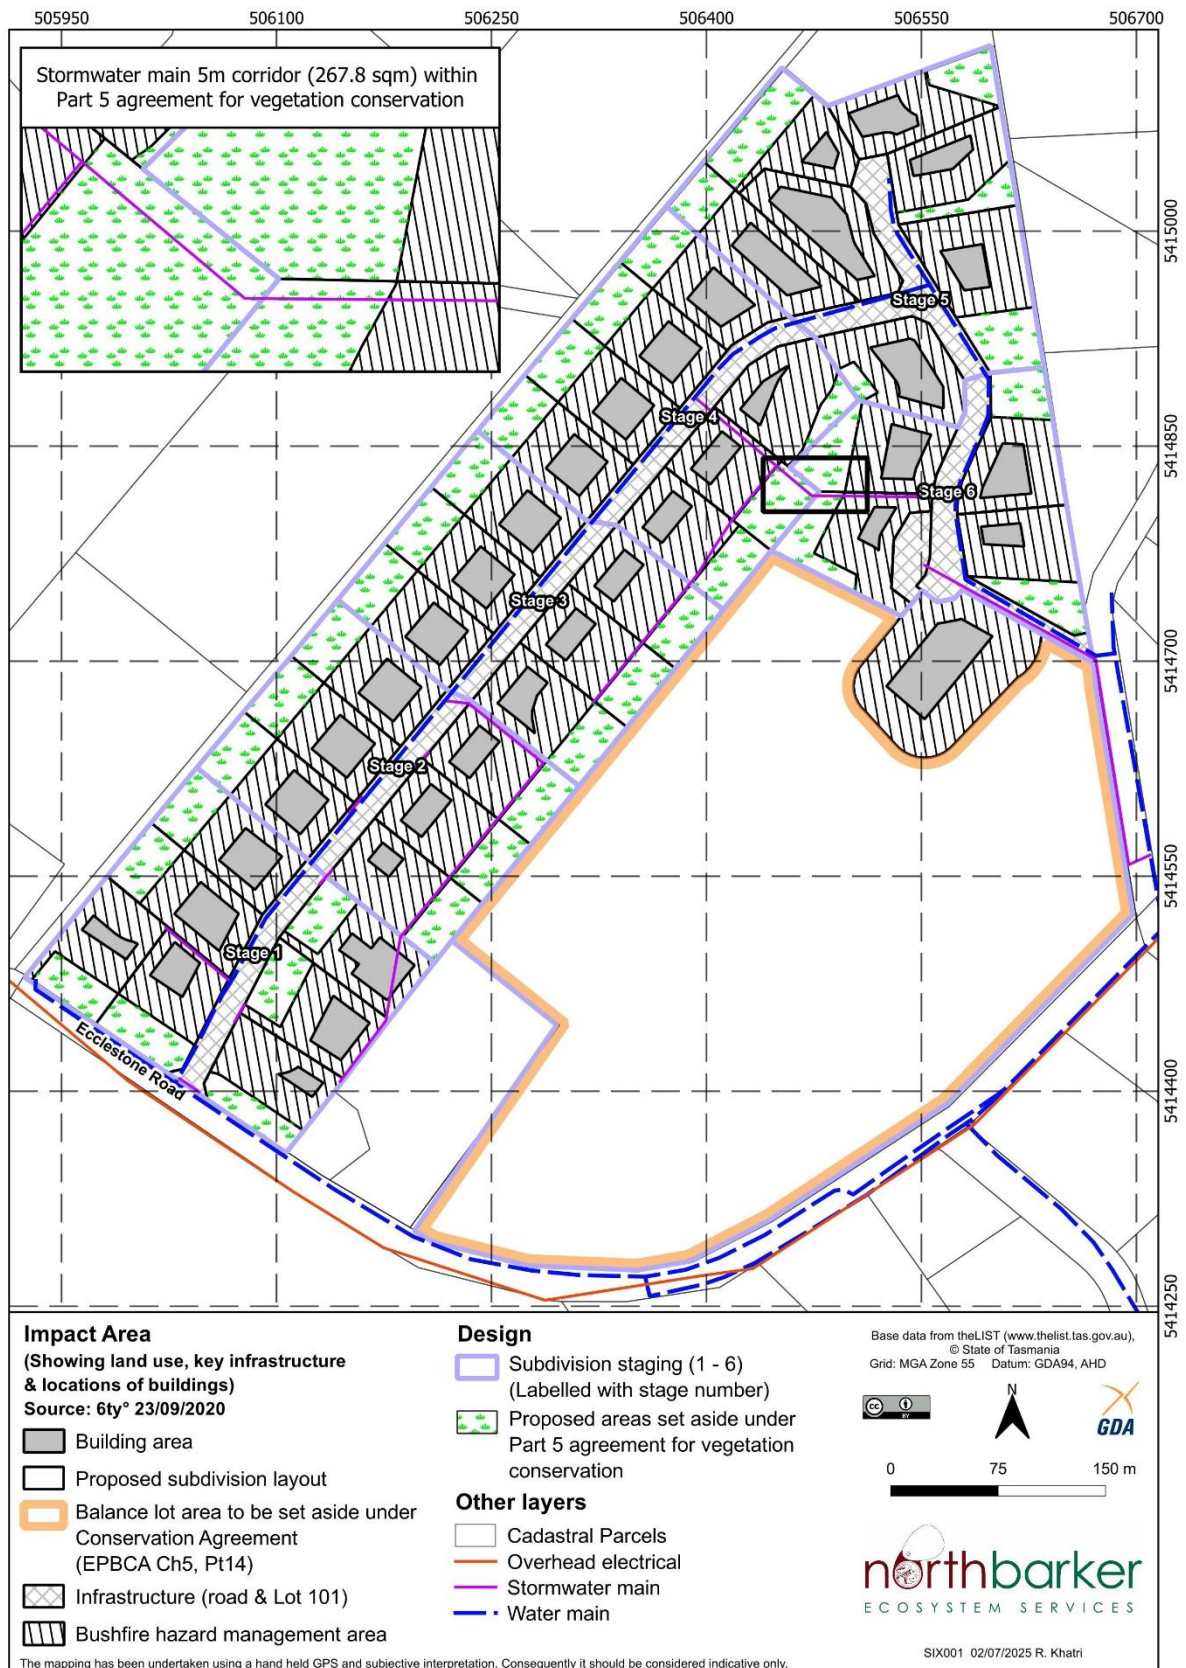 505950 506100 506250 506400 506550 506700
Stormwater main 5m corridor (267.8 sqm) within
Part 5 agreement for vegetation conservation
5415000
Stage 5
Stage 4
5414850
Stage 6
Stage 3
5414700
Stage 2
5414550
Stage 1
Ecclestone Road
5414400
5414250
Impact Area
(Showing land use, key infrastructure
& locations of buildings)
Source: 6ty° 23/09/2020
Building area
Proposed subdivision layout
Balance lot area to be set aside under
Conservation Agreement
(EPBCA Ch5, Pt14)
Infrastructure (road & Lot 101)
Bushfire hazard management area
Design
Subdivision staging (1 - 6)
(Labelled with stage number)
Proposed areas set aside under
Part 5 agreement for vegetation
conservation
Other layers
Cadastral Parcels
Overhead electrical
Stormwater main
Water main
Base data from theLIST (www.thelist.tas.gov.au),
© State of Tasmania
Grid: MGA Zone 55 Datum: GDA94, AHD
cc BY
N
GDA
0 75 150 m
northbarker
ECOSYSTEM SERVICES
SIX001 02/07/2025 R. Khatri
The mapping has been undertaken using a hand held GPS and subjective interpretation. Consequently it should be considered indicative only.